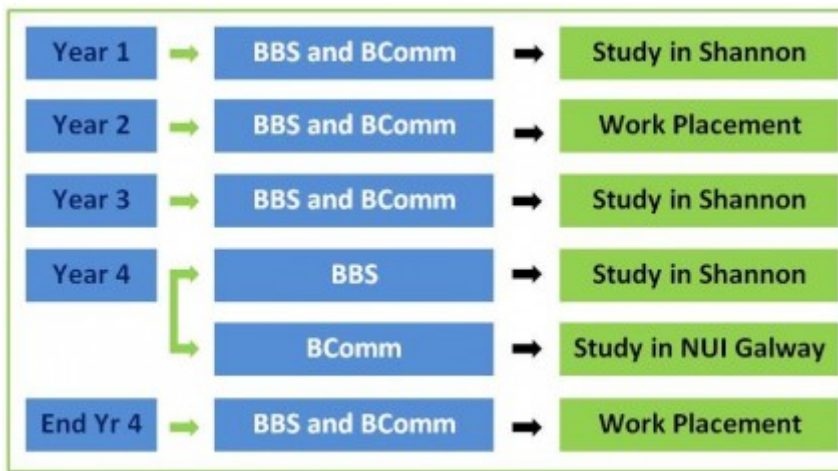 Year 1 BBS and BComm Study in Shannon
Year 2 BBS and BComm Work Placement
Year 3 BBS and BComm Study in Shannon
Year 4 BBS Study in Shannon
BComm Study in NUI Galway
End Yr 4 BBS and BComm Work Placement